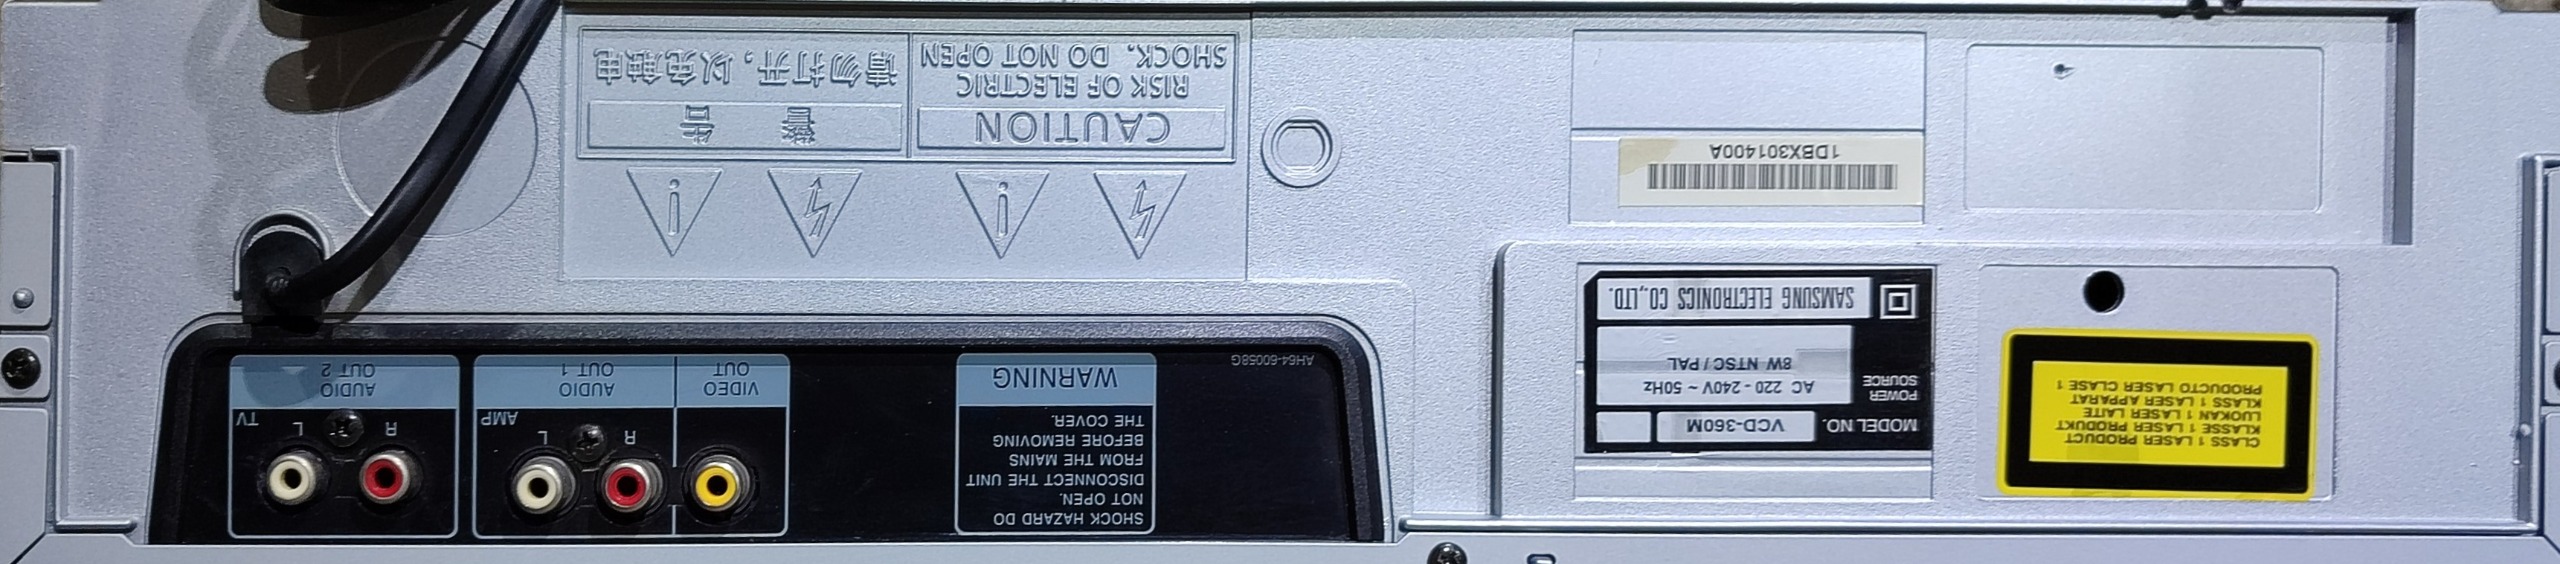 CLASS 1 LASER PRODUCT
KLASSE 1 LASER PRODUKT
LUOKAN 1 LASER LAITE
KLASS 1 LASER APPARAT
PRODUCTO LASER CLASE 1
MODEL NO. VCD-360M
POWER
SOURCE
AC 220 - 240V ~ 50Hz
8W NTSC / PAL
SAMSUNG ELECTRONICS CO.,LTD.
SHOCK HAZARD DO
NOT OPEN.
DISCONNECT THE UNIT
FROM THE MAINS
BEFORE REMOVING
THE COVER.
WARNING
AH64-60058G
VIDEO
OUT
R L AMP
AUDIO
OUT 1
R L TV
AUDIO
OUT 2
1DBX301400A
CAUTION
RISK OF ELECTRIC
SHOCK, DO NOT OPEN
警告
请勿打开，以免触电